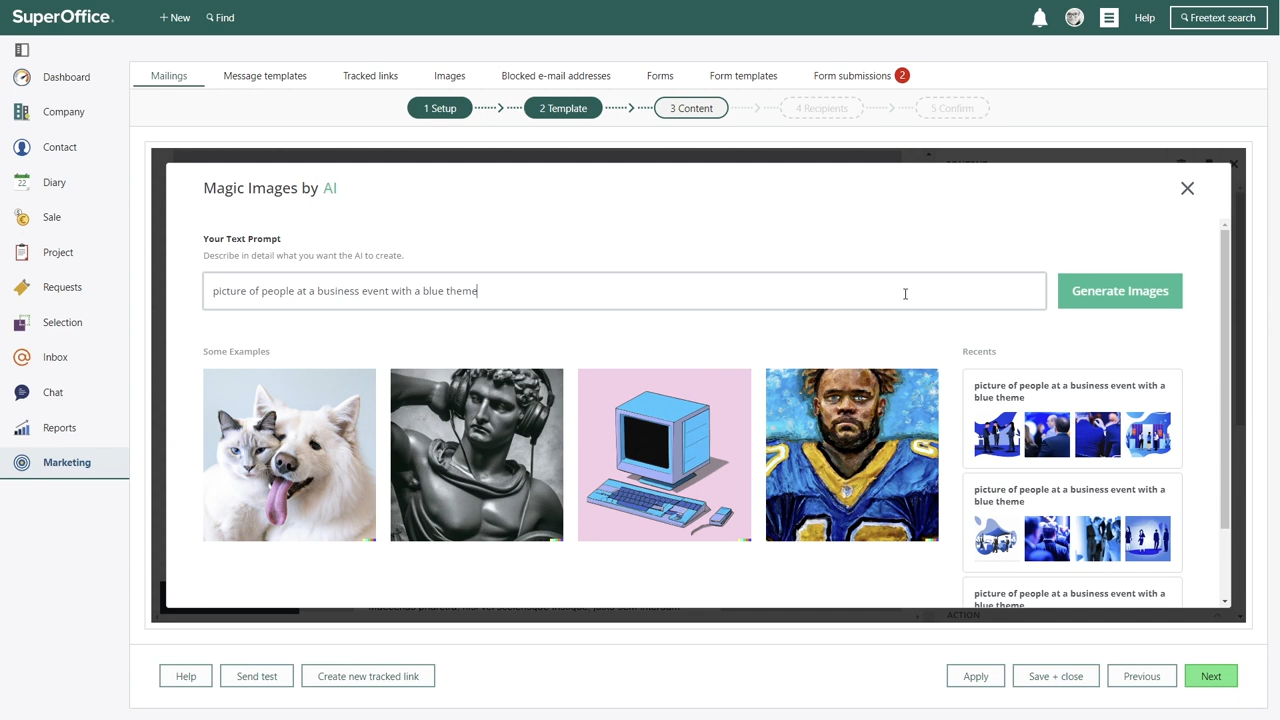 SuperOffice.
+ New
Find
Help
Freetext search
Dashboard
Company
Contact
22
Diary
Sale
Project
Requests
Selection
Inbox
Chat
Reports
Marketing
Mailings
Message templates
Tracked links
Images
Blocked e-mail addresses
Forms
Form templates
Form submissions 2
1 Setup
2 Template
3 Content
4 Recipients
5 Confirm
Magic Images by AI
Your Text Prompt
Describe in detail what you want the AI to create.
picture of people at a business event with a blue theme
Generate Images
Some Examples
Recents
picture of people at a business event with a
blue theme
picture of people at a business event with a
blue theme
picture of people at a business event with a
blue theme
ACTION
Help
Send test
Create new tracked link
Apply
Save + close
Previous
Next